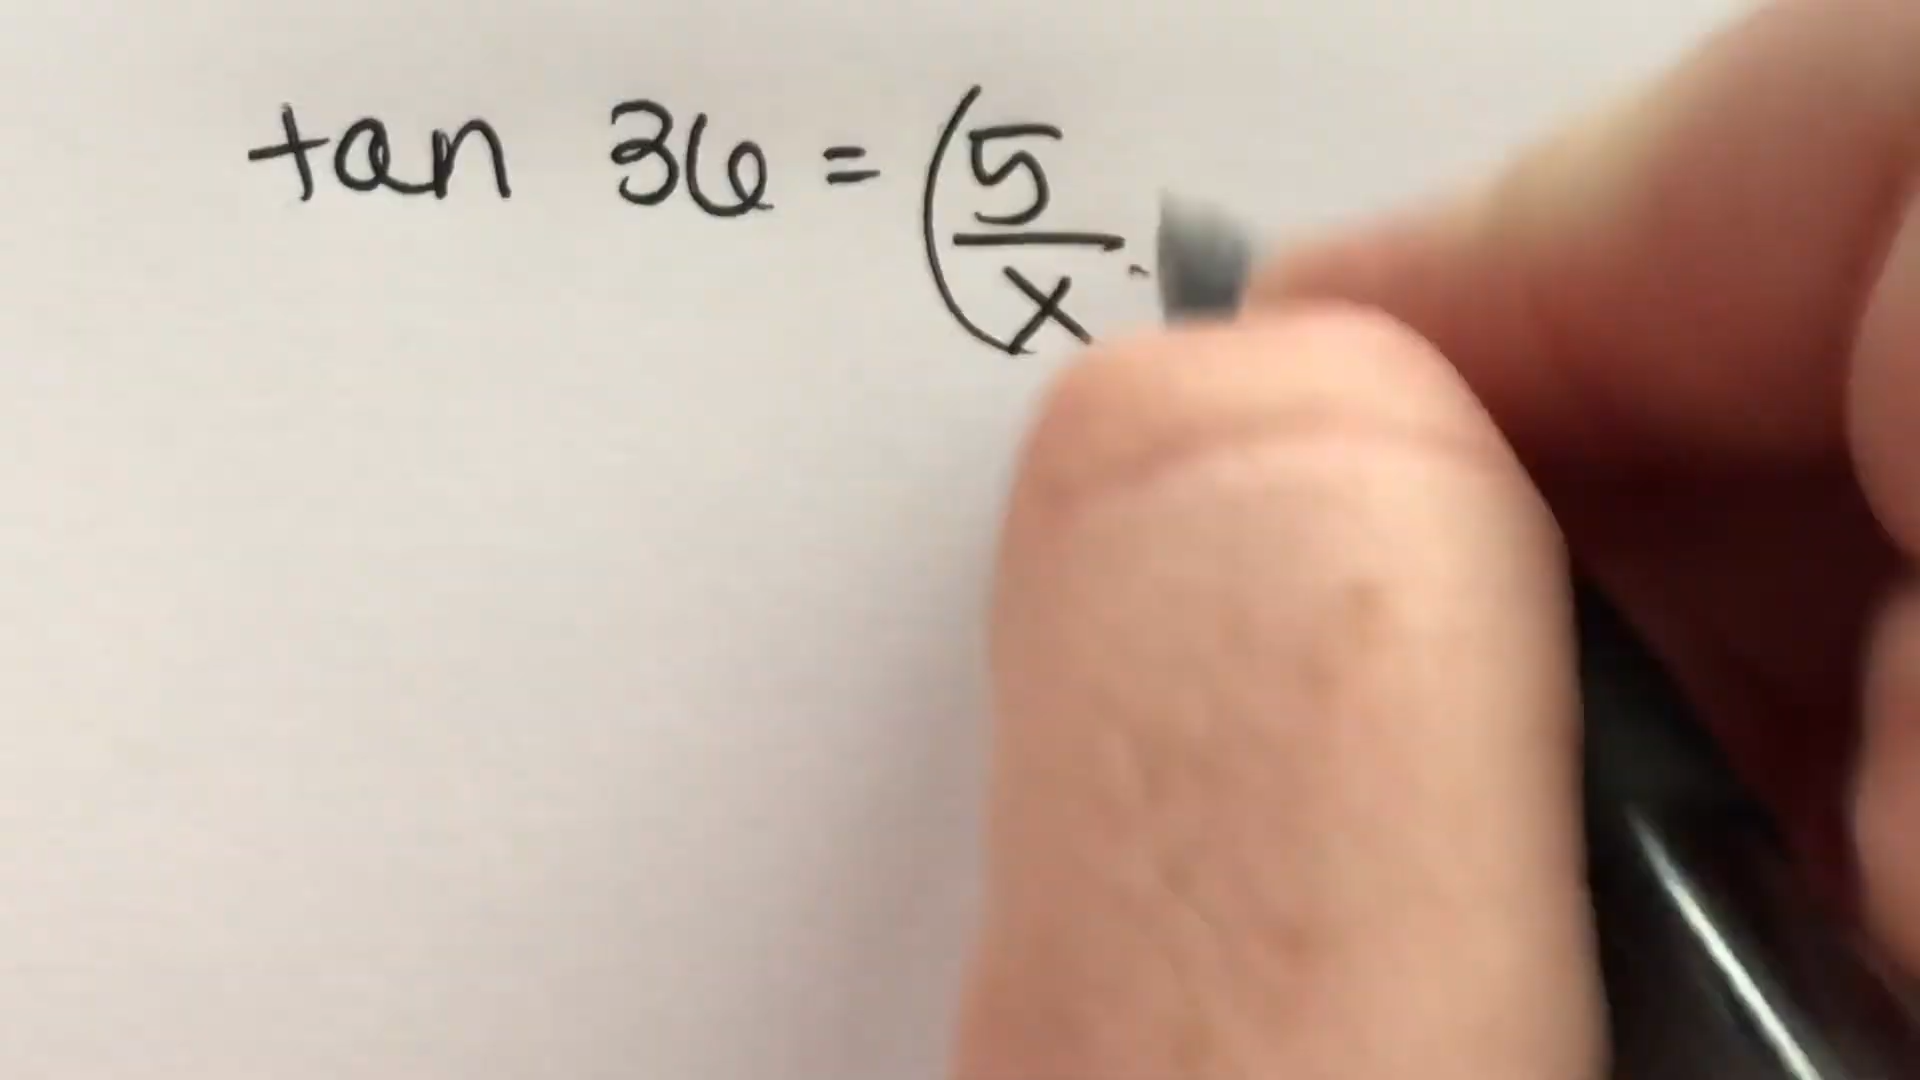 tan 36 = (5/x ·